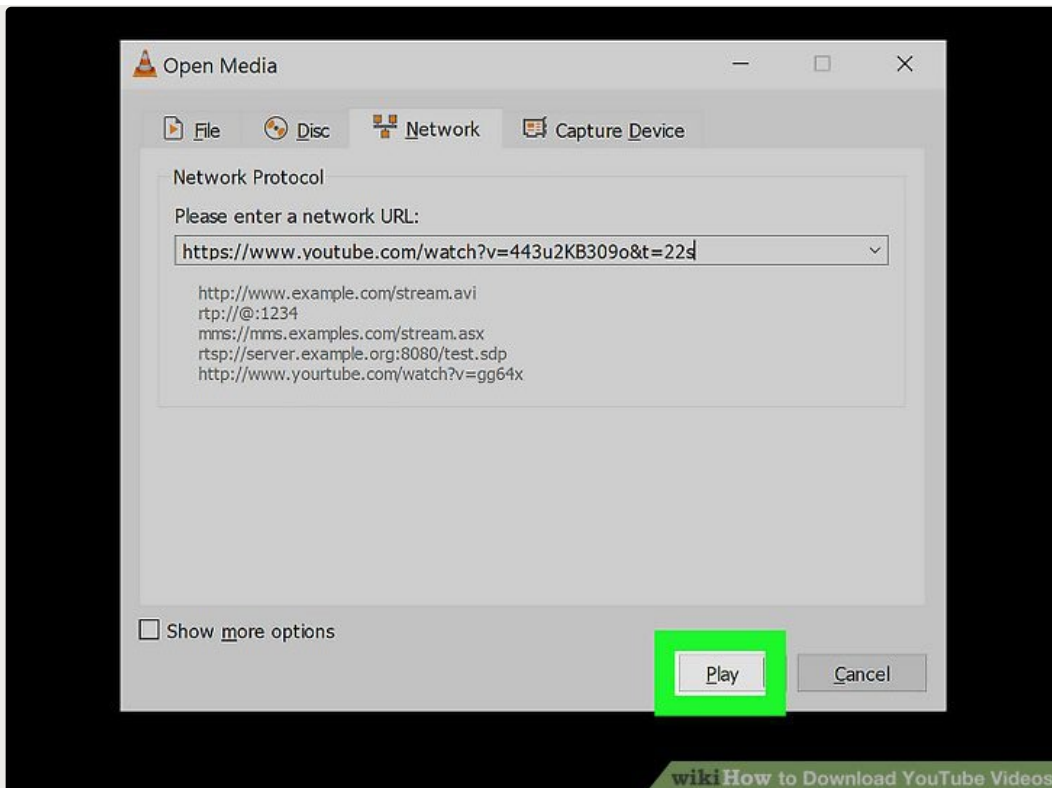 Open Media
File Disc Network Capture Device
Network Protocol
Please enter a network URL:
https://www.youtube.com/watch?v=443u2KB309o&t=22s
http://www.example.com/stream.avi
rtp://@:1234
mms://mms.examples.com/stream.asx
rtsp://server.example.org:8080/test.sdp
http://www.yourtube.com/watch?v=gg64x
Show more options
Play Cancel
wikiHow to Download YouTube Videos